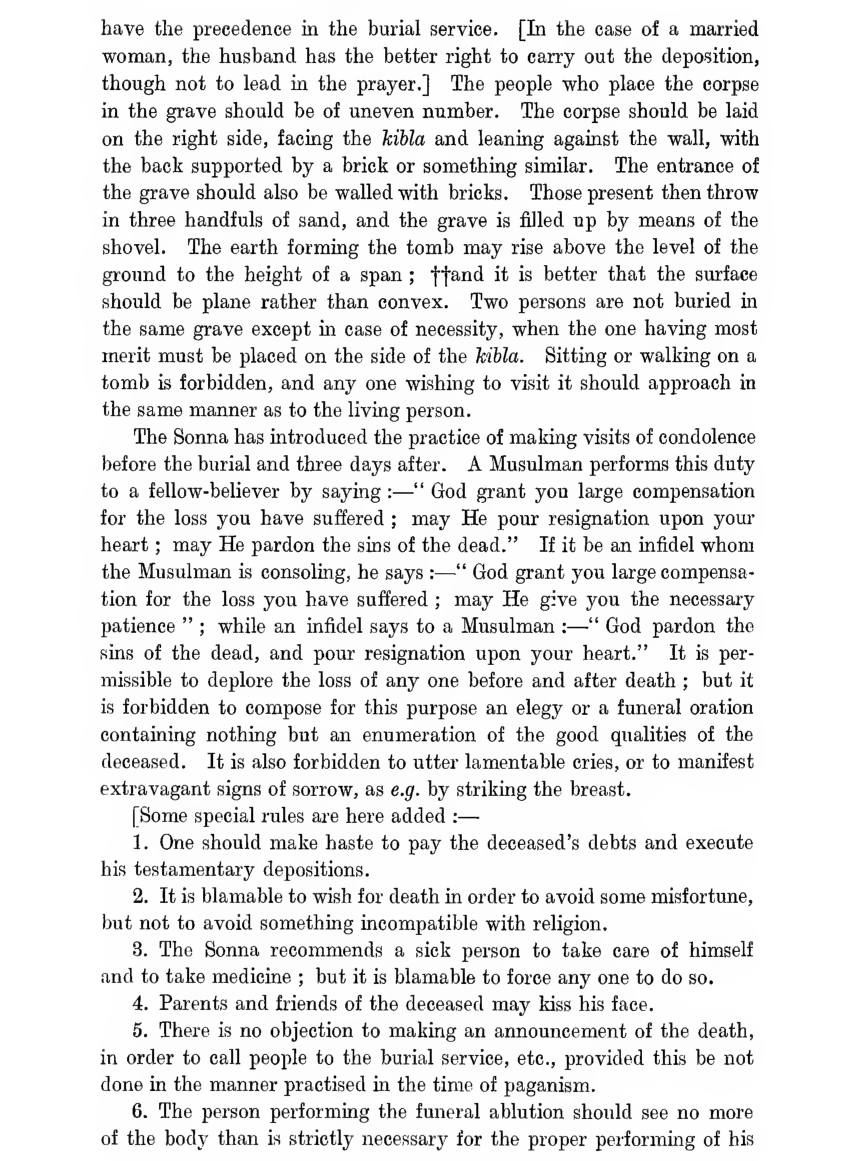 have the precedence in the burial service. [In the case of a married
woman, the husband has the better right to carry out the deposition,
though not to lead in the prayer.] The people who place the corpse
in the grave should be of uneven number. The corpse should be laid
on the right side, facing the kibla and leaning against the wall, with
the back supported by a brick or something similar. The entrance of
the grave should also be walled with bricks. Those present then throw
in three handfuls of sand, and the grave is filled up by means of the
shovel. The earth forming the tomb may rise above the level of the
ground to the height of a span ; ††and it is better that the surface
should be plane rather than convex. Two persons are not buried in
the same grave except in case of necessity, when the one having most
merit must be placed on the side of the kibla. Sitting or walking on a
tomb is forbidden, and any one wishing to visit it should approach in
the same manner as to the living person.
The Sonna has introduced the practice of making visits of condolence
before the burial and three days after. A Musulman performs this duty
to a fellow-believer by saying :—“ God grant you large compensation
for the loss you have suffered ; may He pour resignation upon your
heart ; may He pardon the sins of the dead.” If it be an infidel whom
the Musulman is consoling, he says :—“ God grant you large compensa-
tion for the loss you have suffered ; may He give you the necessary
patience ” ; while an infidel says to a Musulman :—“ God pardon the
sins of the dead, and pour resignation upon your heart.” It is per-
missible to deplore the loss of any one before and after death ; but it
is forbidden to compose for this purpose an elegy or a funeral oration
containing nothing but an enumeration of the good qualities of the
deceased. It is also forbidden to utter lamentable cries, or to manifest
extravagant signs of sorrow, as e.g. by striking the breast.
[Some special rules are here added :—
1. One should make haste to pay the deceased’s debts and execute
his testamentary depositions.
2. It is blamable to wish for death in order to avoid some misfortune,
but not to avoid something incompatible with religion.
3. The Sonna recommends a sick person to take care of himself
and to take medicine ; but it is blamable to force any one to do so.
4. Parents and friends of the deceased may kiss his face.
5. There is no objection to making an announcement of the death,
in order to call people to the burial service, etc., provided this be not
done in the manner practised in the time of paganism.
6. The person performing the funeral ablution should see no more
of the body than is strictly necessary for the proper performing of his